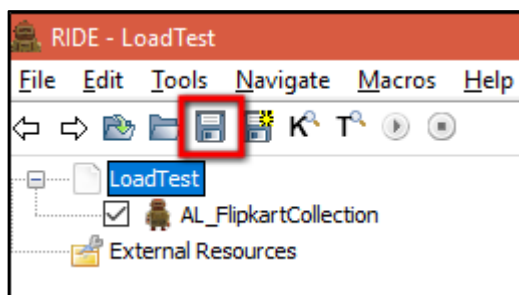 RIDE - LoadTest
File Edit Tools Navigate Macros Help
K T
LoadTest
AL_FlipkartCollection
External Resources